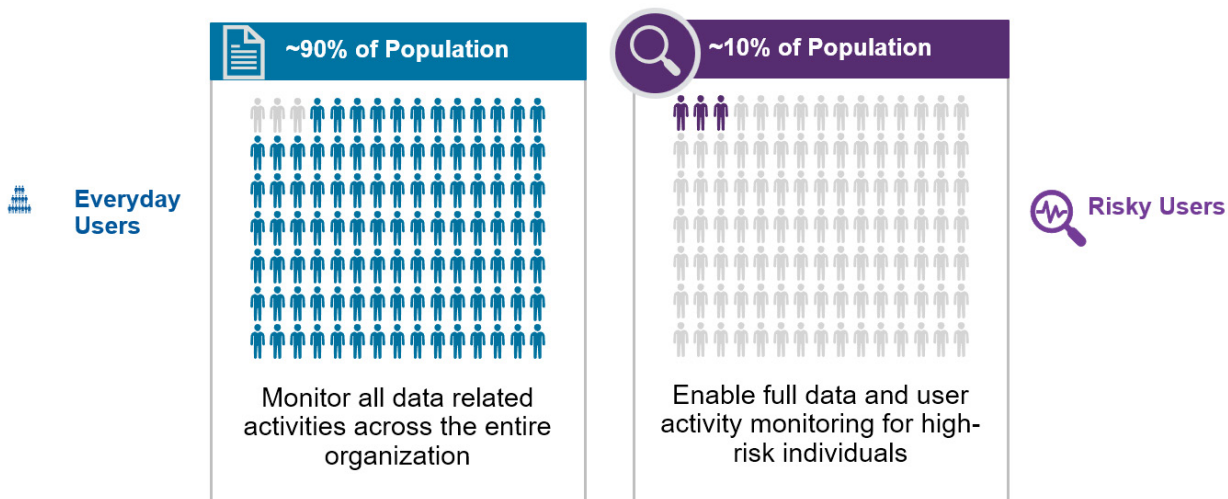 ~90% of Population
~10% of Population
Everyday
Users
Risky Users
Monitor all data related
activities across the entire
organization
Enable full data and user
activity monitoring for high-
risk individuals